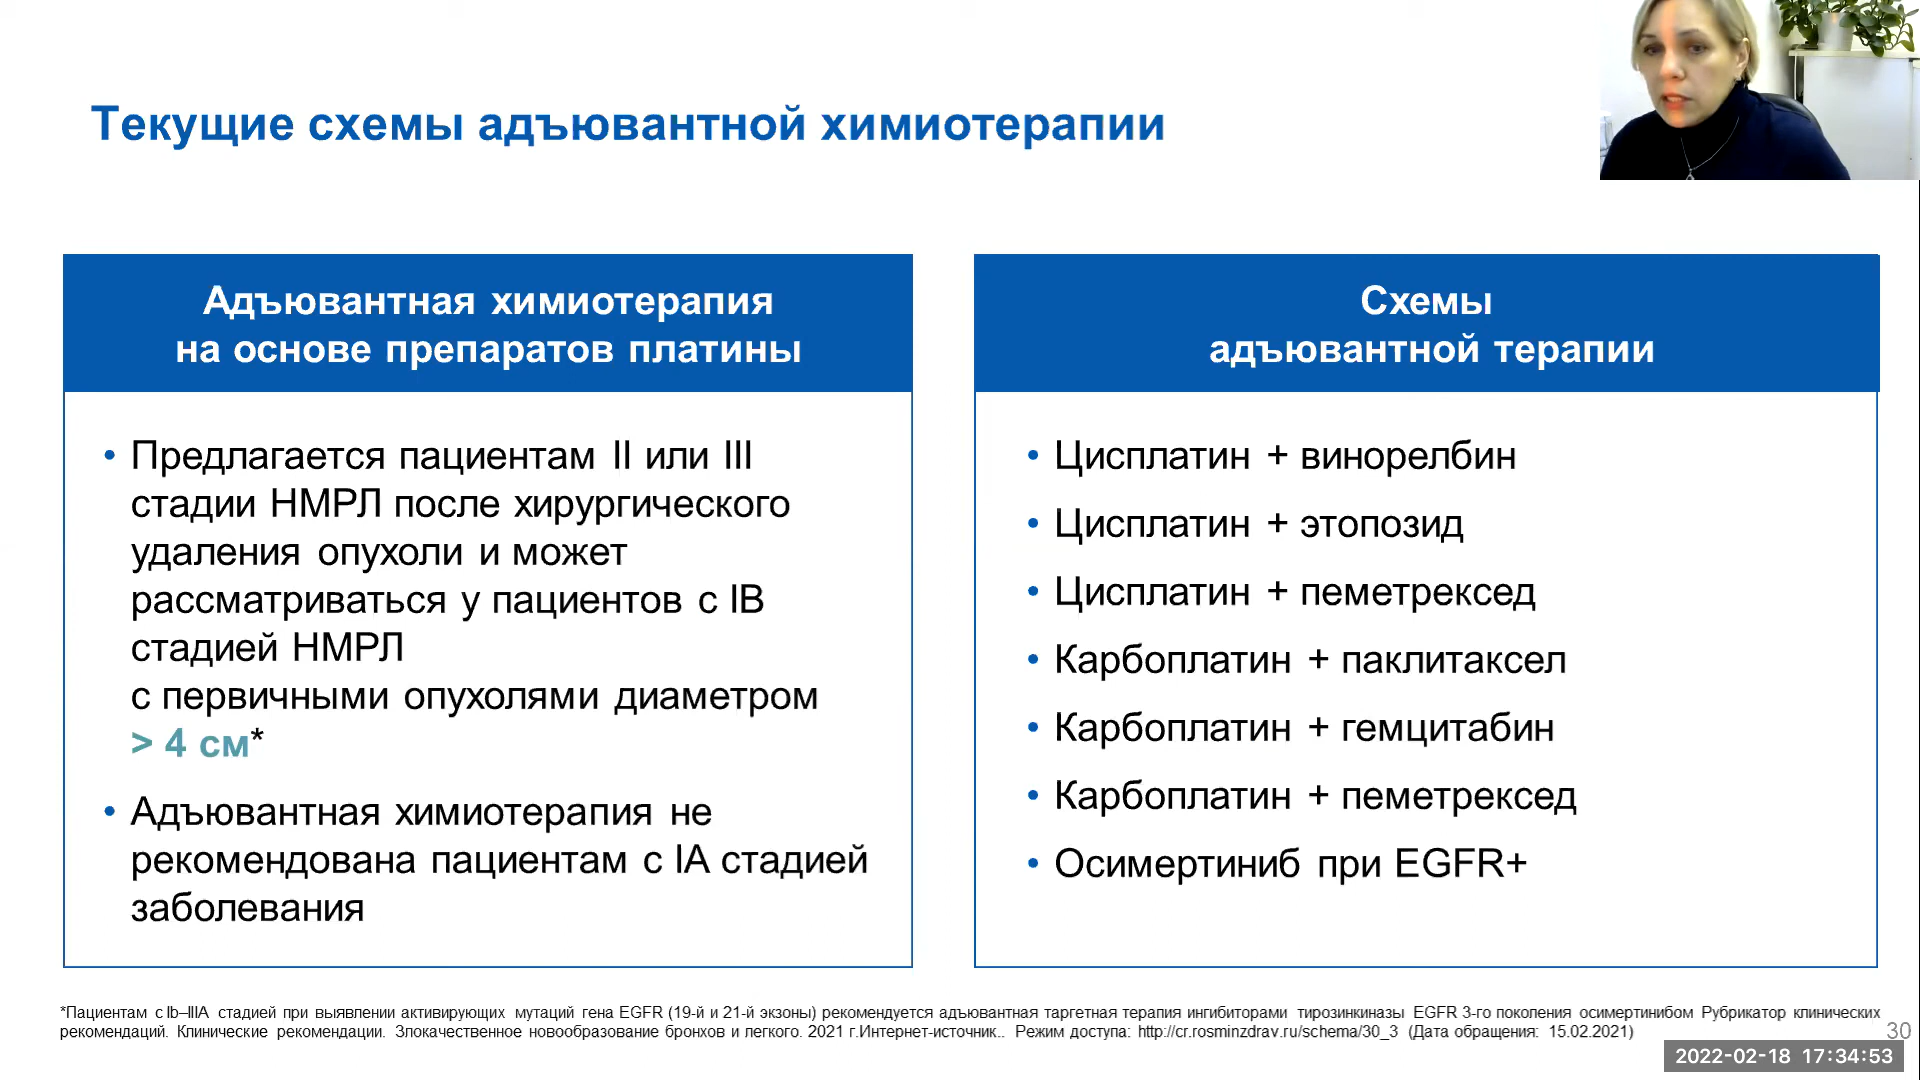 Текущие схемы адъювантной химиотерапии
Адъювантная химиотерапия
на основе препаратов платины
• Предлагается пациентам II или III
стадии НМРЛ после хирургического
удаления опухоли и может
рассматриваться у пациентов с IB
стадией НМРЛ
с первичными опухолями диаметром
> 4 см*
• Адъювантная химиотерапия не
рекомендована пациентам с IA стадией
заболевания
Схемы
адъювантной терапии
• Цисплатин + винорелбин
• Цисплатин + этопозид
• Цисплатин + пеметрексед
• Карбоплатин + паклитаксел
• Карбоплатин + гемцитабин
• Карбоплатин + пеметрексед
• Осимертиниб при EGFR+
*Пациентам с Ib–IIIA стадией при выявлении активирующих мутаций гена EGFR (19-й и 21-й экзоны) рекомендуется адъювантная таргетная терапия ингибиторами тирозинкиназы EGFR 3-го поколения осимертинибом Рубрикатор клинических
рекомендаций. Клинические рекомендации. Злокачественное новообразование бронхов и легкого. 2021 г.Интернет-источник.. Режим доступа: http://cr.rosminzdrav.ru/schema/30_3 (Дата обращения: 15.02.2021)
30
2022-02-18 17:34:53